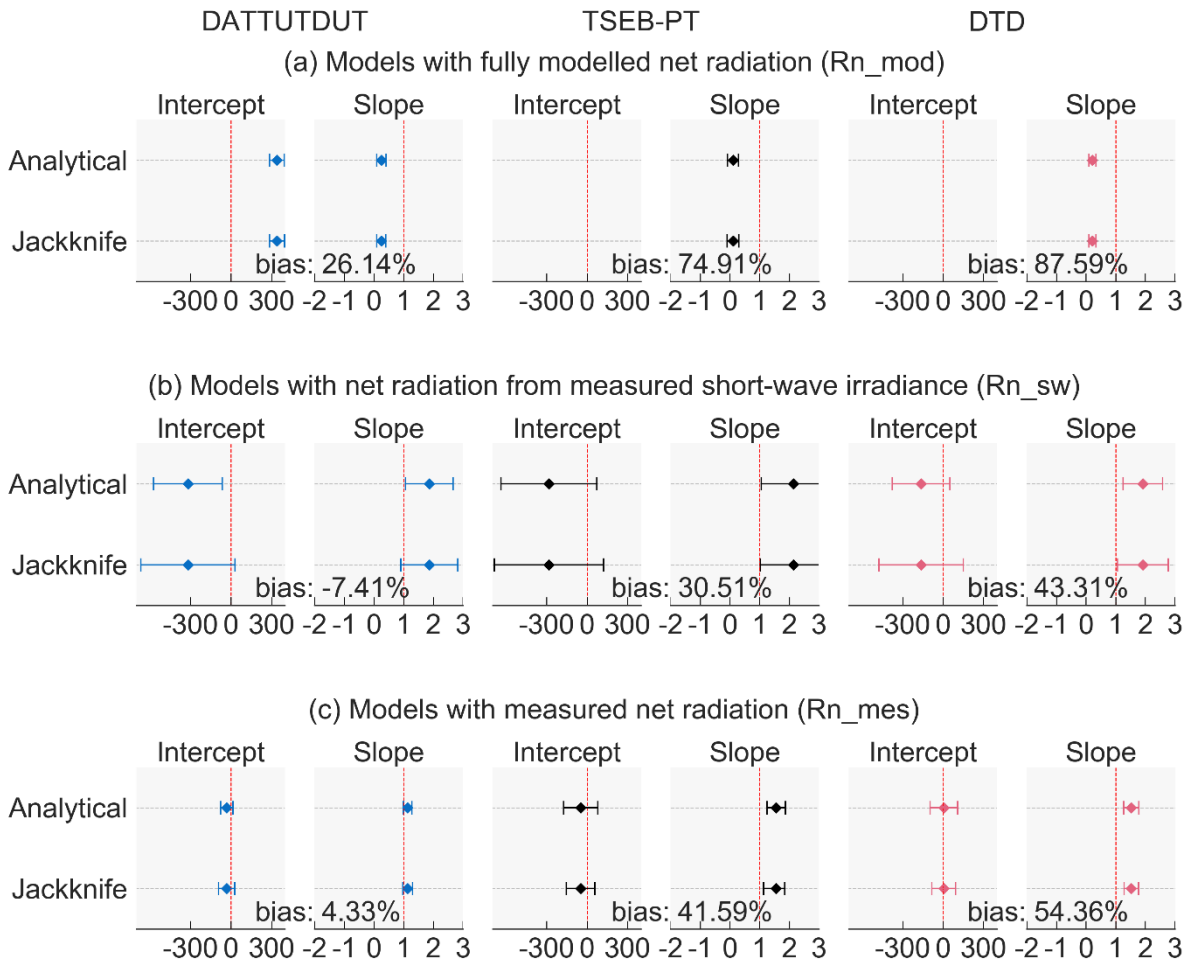 DATTUTDUT TSEB-PT DTD
(a) Models with fully modelled net radiation (Rn_mod)
Intercept Slope Intercept Slope Intercept Slope
Analytical
Jackknife
bias: 26.14% bias: 74.91% bias: 87.59%
-300 0 300 -2 -1 0 1 2 3 -300 0 300 -2 -1 0 1 2 3 -300 0 300 -2 -1 0 1 2 3
(b) Models with net radiation from measured short-wave irradiance (Rn_sw)
Intercept Slope Intercept Slope Intercept Slope
Analytical
Jackknife
bias: -7.41% bias: 30.51% bias: 43.31%
-300 0 300 -2 -1 0 1 2 3 -300 0 300 -2 -1 0 1 2 3 -300 0 300 -2 -1 0 1 2 3
(c) Models with measured net radiation (Rn_mes)
Intercept Slope Intercept Slope Intercept Slope
Analytical
Jackknife
bias: 4.33% bias: 41.59% bias: 54.36%
-300 0 300 -2 -1 0 1 2 3 -300 0 300 -2 -1 0 1 2 3 -300 0 300 -2 -1 0 1 2 3